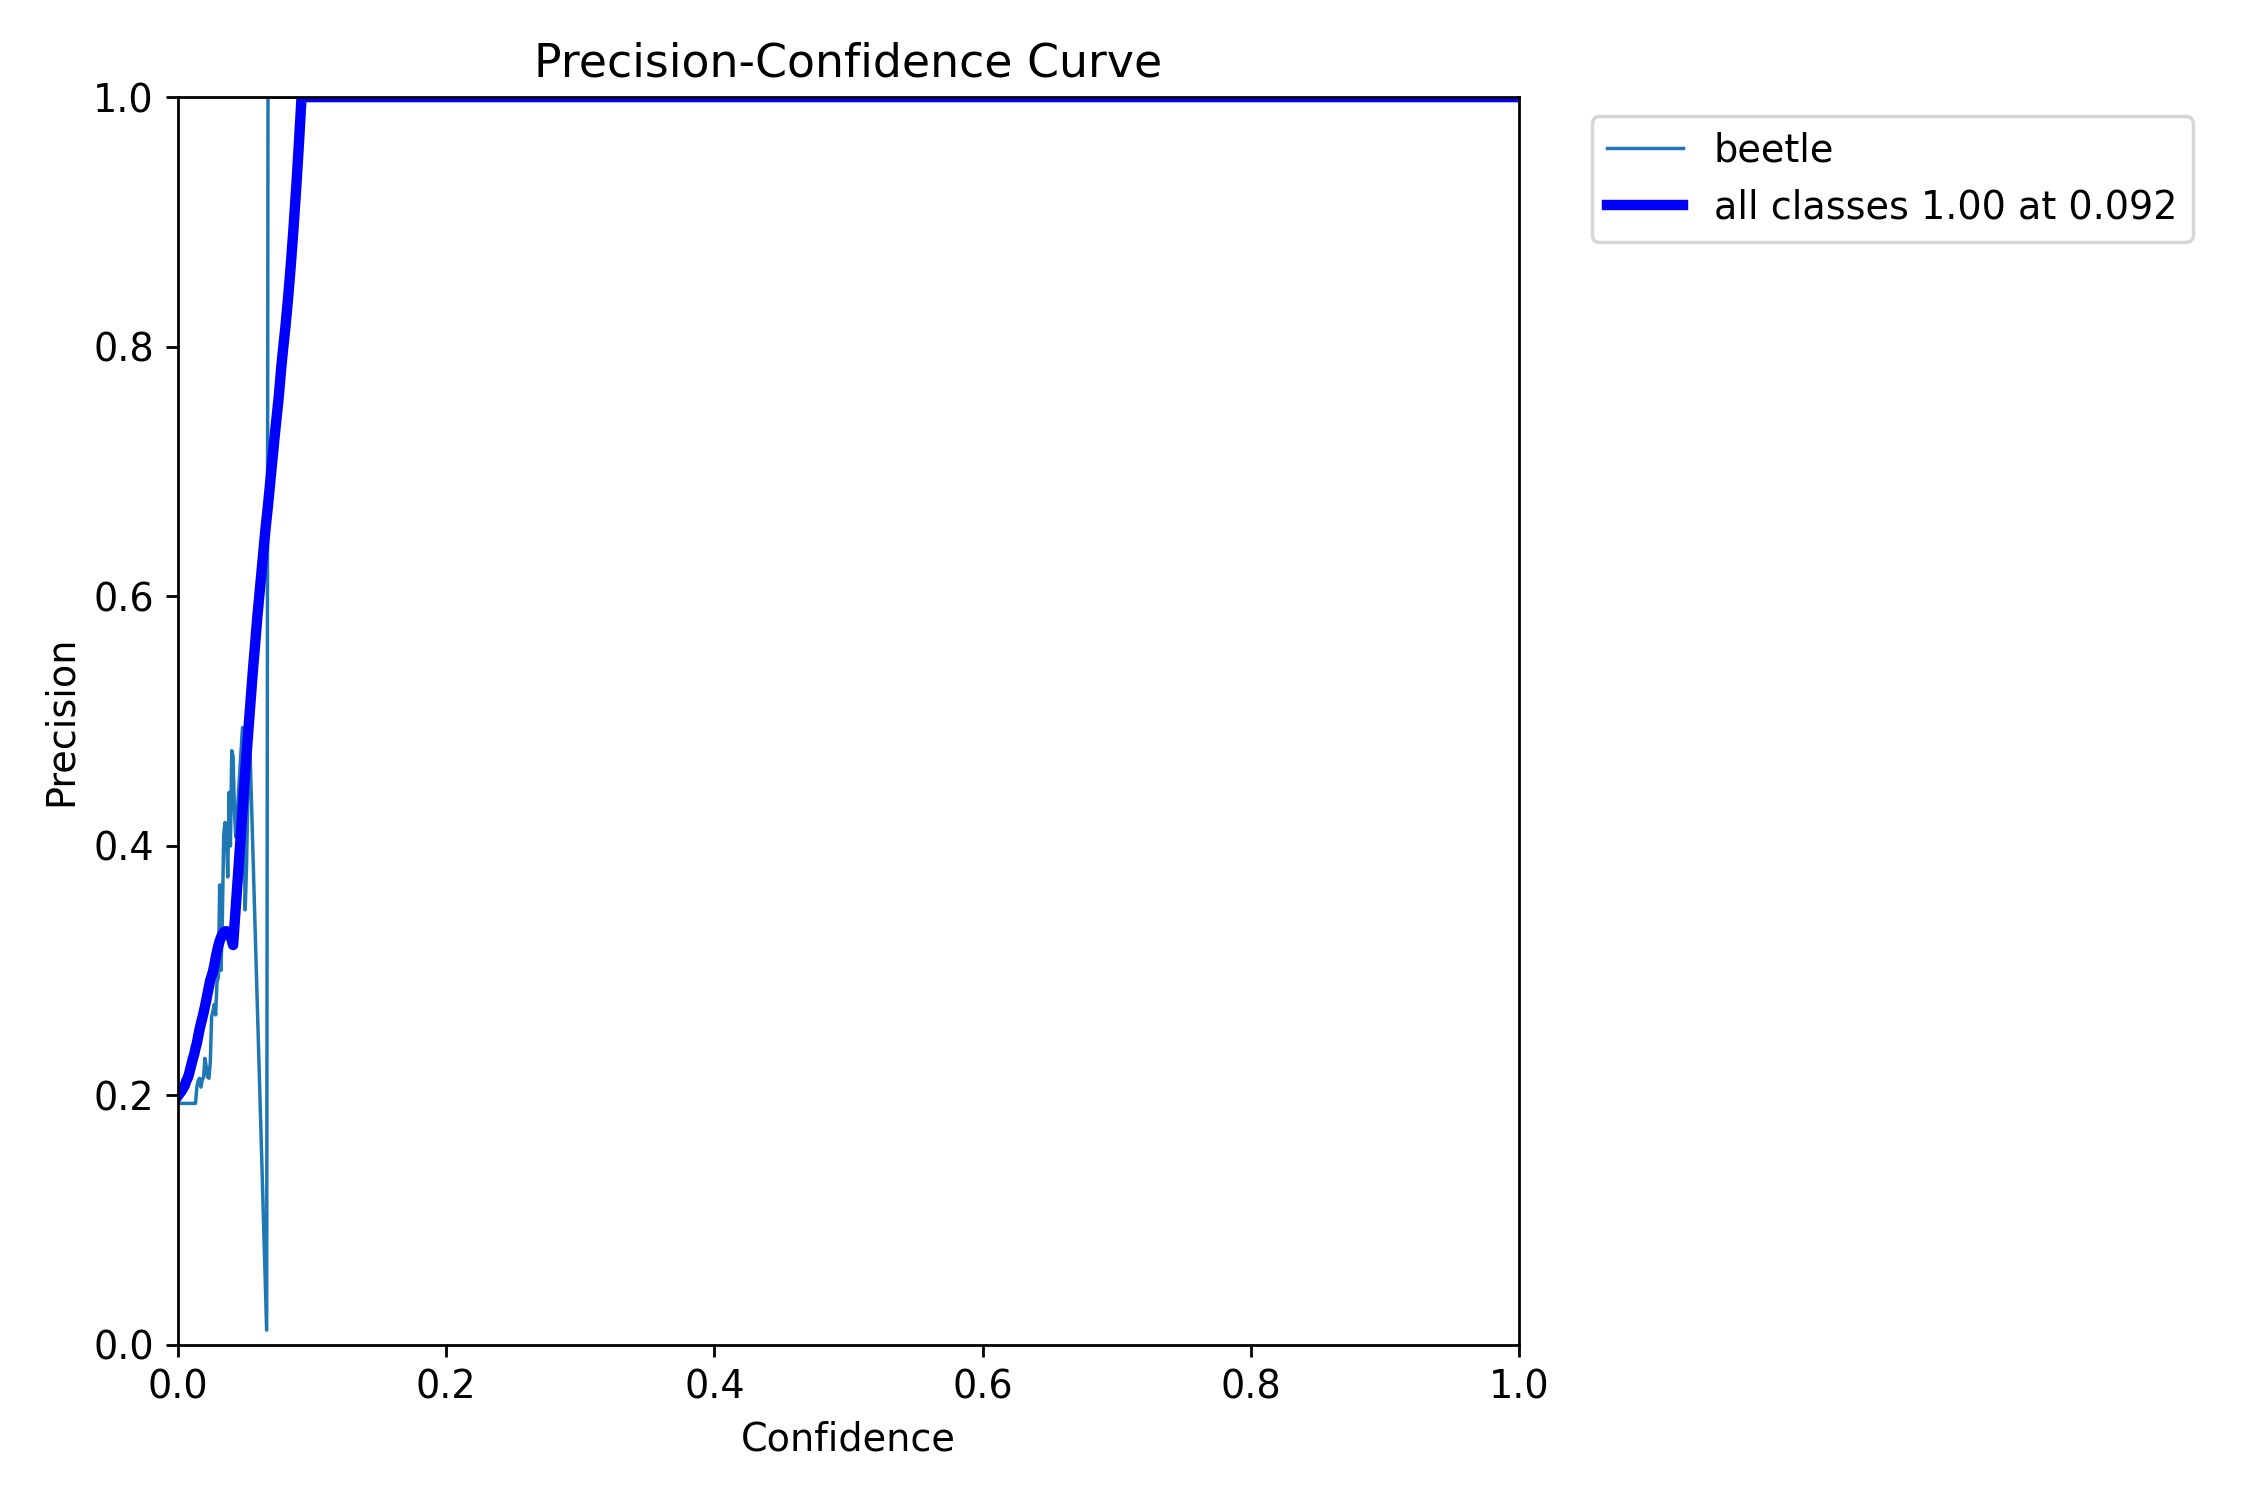 Precision-Confidence Curve
1.0
0.8
0.6
0.4
0.2
0.0
Precision
0.0 0.2 0.4 0.6 0.8 1.0
Confidence
beetle
all classes 1.00 at 0.092